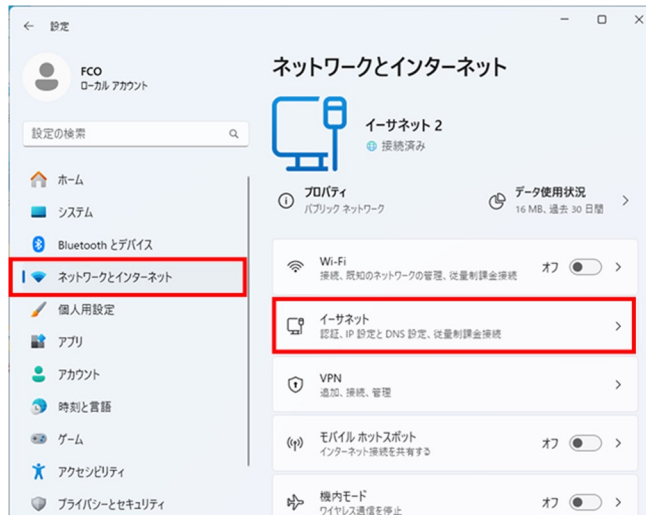 設定
FCO
ローカル アカウント
設定の検索
ホーム
システム
Bluetooth とデバイス
ネットワークとインターネット
個人用設定
アプリ
アカウント
時刻と言語
ゲーム
アクセシビリティ
プライバシーとセキュリティ
ネットワークとインターネット
イーサネット 2
接続済み
プロパティ
パブリック ネットワーク
データ使用状況
16 MB、過去 30 日間
Wi-Fi
接続、既知のネットワークの管理、従量制課金接続
オフ
イーサネット
認証、IP 設定と DNS 設定、従量制課金接続
VPN
追加、接続、管理
モバイル ホットスポット
インターネット接続を共有する
オフ
機内モード
ワイヤレス通信を停止
オフ